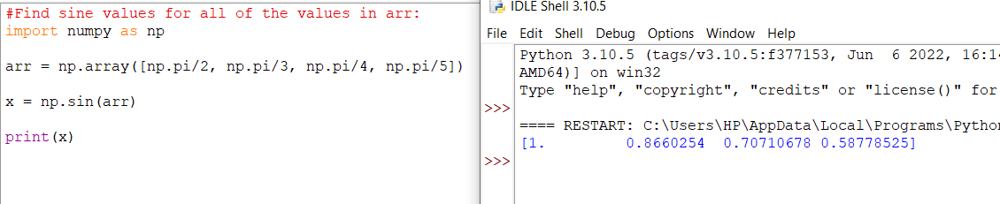 #Find sine values for all of the values in arr:
import numpy as np
arr = np.array([np.pi/2, np.pi/3, np.pi/4, np.pi/5])
x = np.sin(arr)
print(x)
IDLE Shell 3.10.5
File Edit Shell Debug Options Window Help
Python 3.10.5 (tags/v3.10.5:f377153, Jun  6 2022, 16:1
AMD64)] on win32
Type "help", "copyright", "credits" or "license()" for
>>>
==== RESTART: C:\Users\HP\AppData\Local\Programs\Pytho
[1.         0.8660254  0.70710678 0.58778525]
>>>